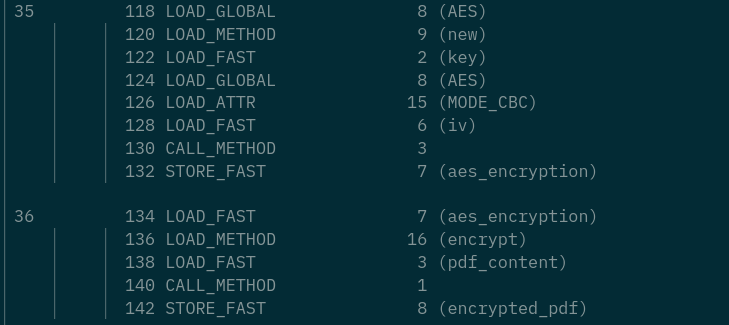 35 118 LOAD_GLOBAL 8 (AES)
120 LOAD_METHOD 9 (new)
122 LOAD_FAST 2 (key)
124 LOAD_GLOBAL 8 (AES)
126 LOAD_ATTR 15 (MODE_CBC)
128 LOAD_FAST 6 (iv)
130 CALL_METHOD 3
132 STORE_FAST 7 (aes_encryption)
36 134 LOAD_FAST 7 (aes_encryption)
136 LOAD_METHOD 16 (encrypt)
138 LOAD_FAST 3 (pdf_content)
140 CALL_METHOD 1
142 STORE_FAST 8 (encrypted_pdf)